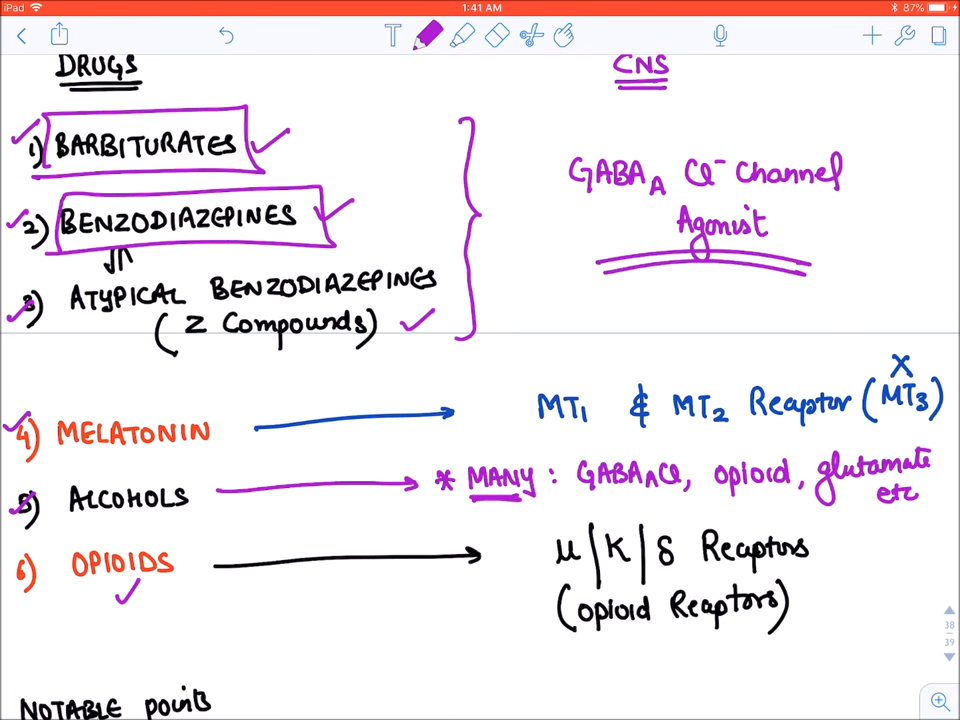 iPad 1:41 AM 87%
T
DRUGS CNS
1) BARBITURATES
2) BENZODIAZEPINES
GABAA Cl- Channel
Agonist
3) ATYPICAL BENZODIAZEPINES
(Z Compounds)
4) MELATONIN MT1 & MT2 Receptor (MT3) X
5) ALCOHOLS * MANY : GABAACl, opioid, glutamate
etc
6) OPIOIDS μ|K|δ Receptors
(opioid Receptors)
38
39
NOTABLE points